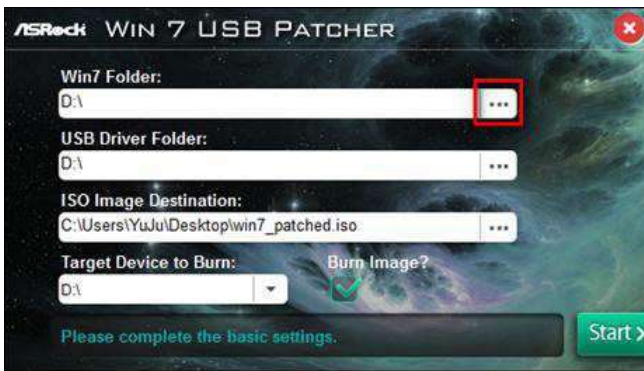 ASRock WIN 7 USB PATCHER
Win7 Folder:
D:\
USB Driver Folder:
D:\
ISO Image Destination:
C:\Users\YuJu\Desktop\win7_patched.iso
Target Device to Burn: Burn Image?
D:\
Please complete the basic settings.
Start